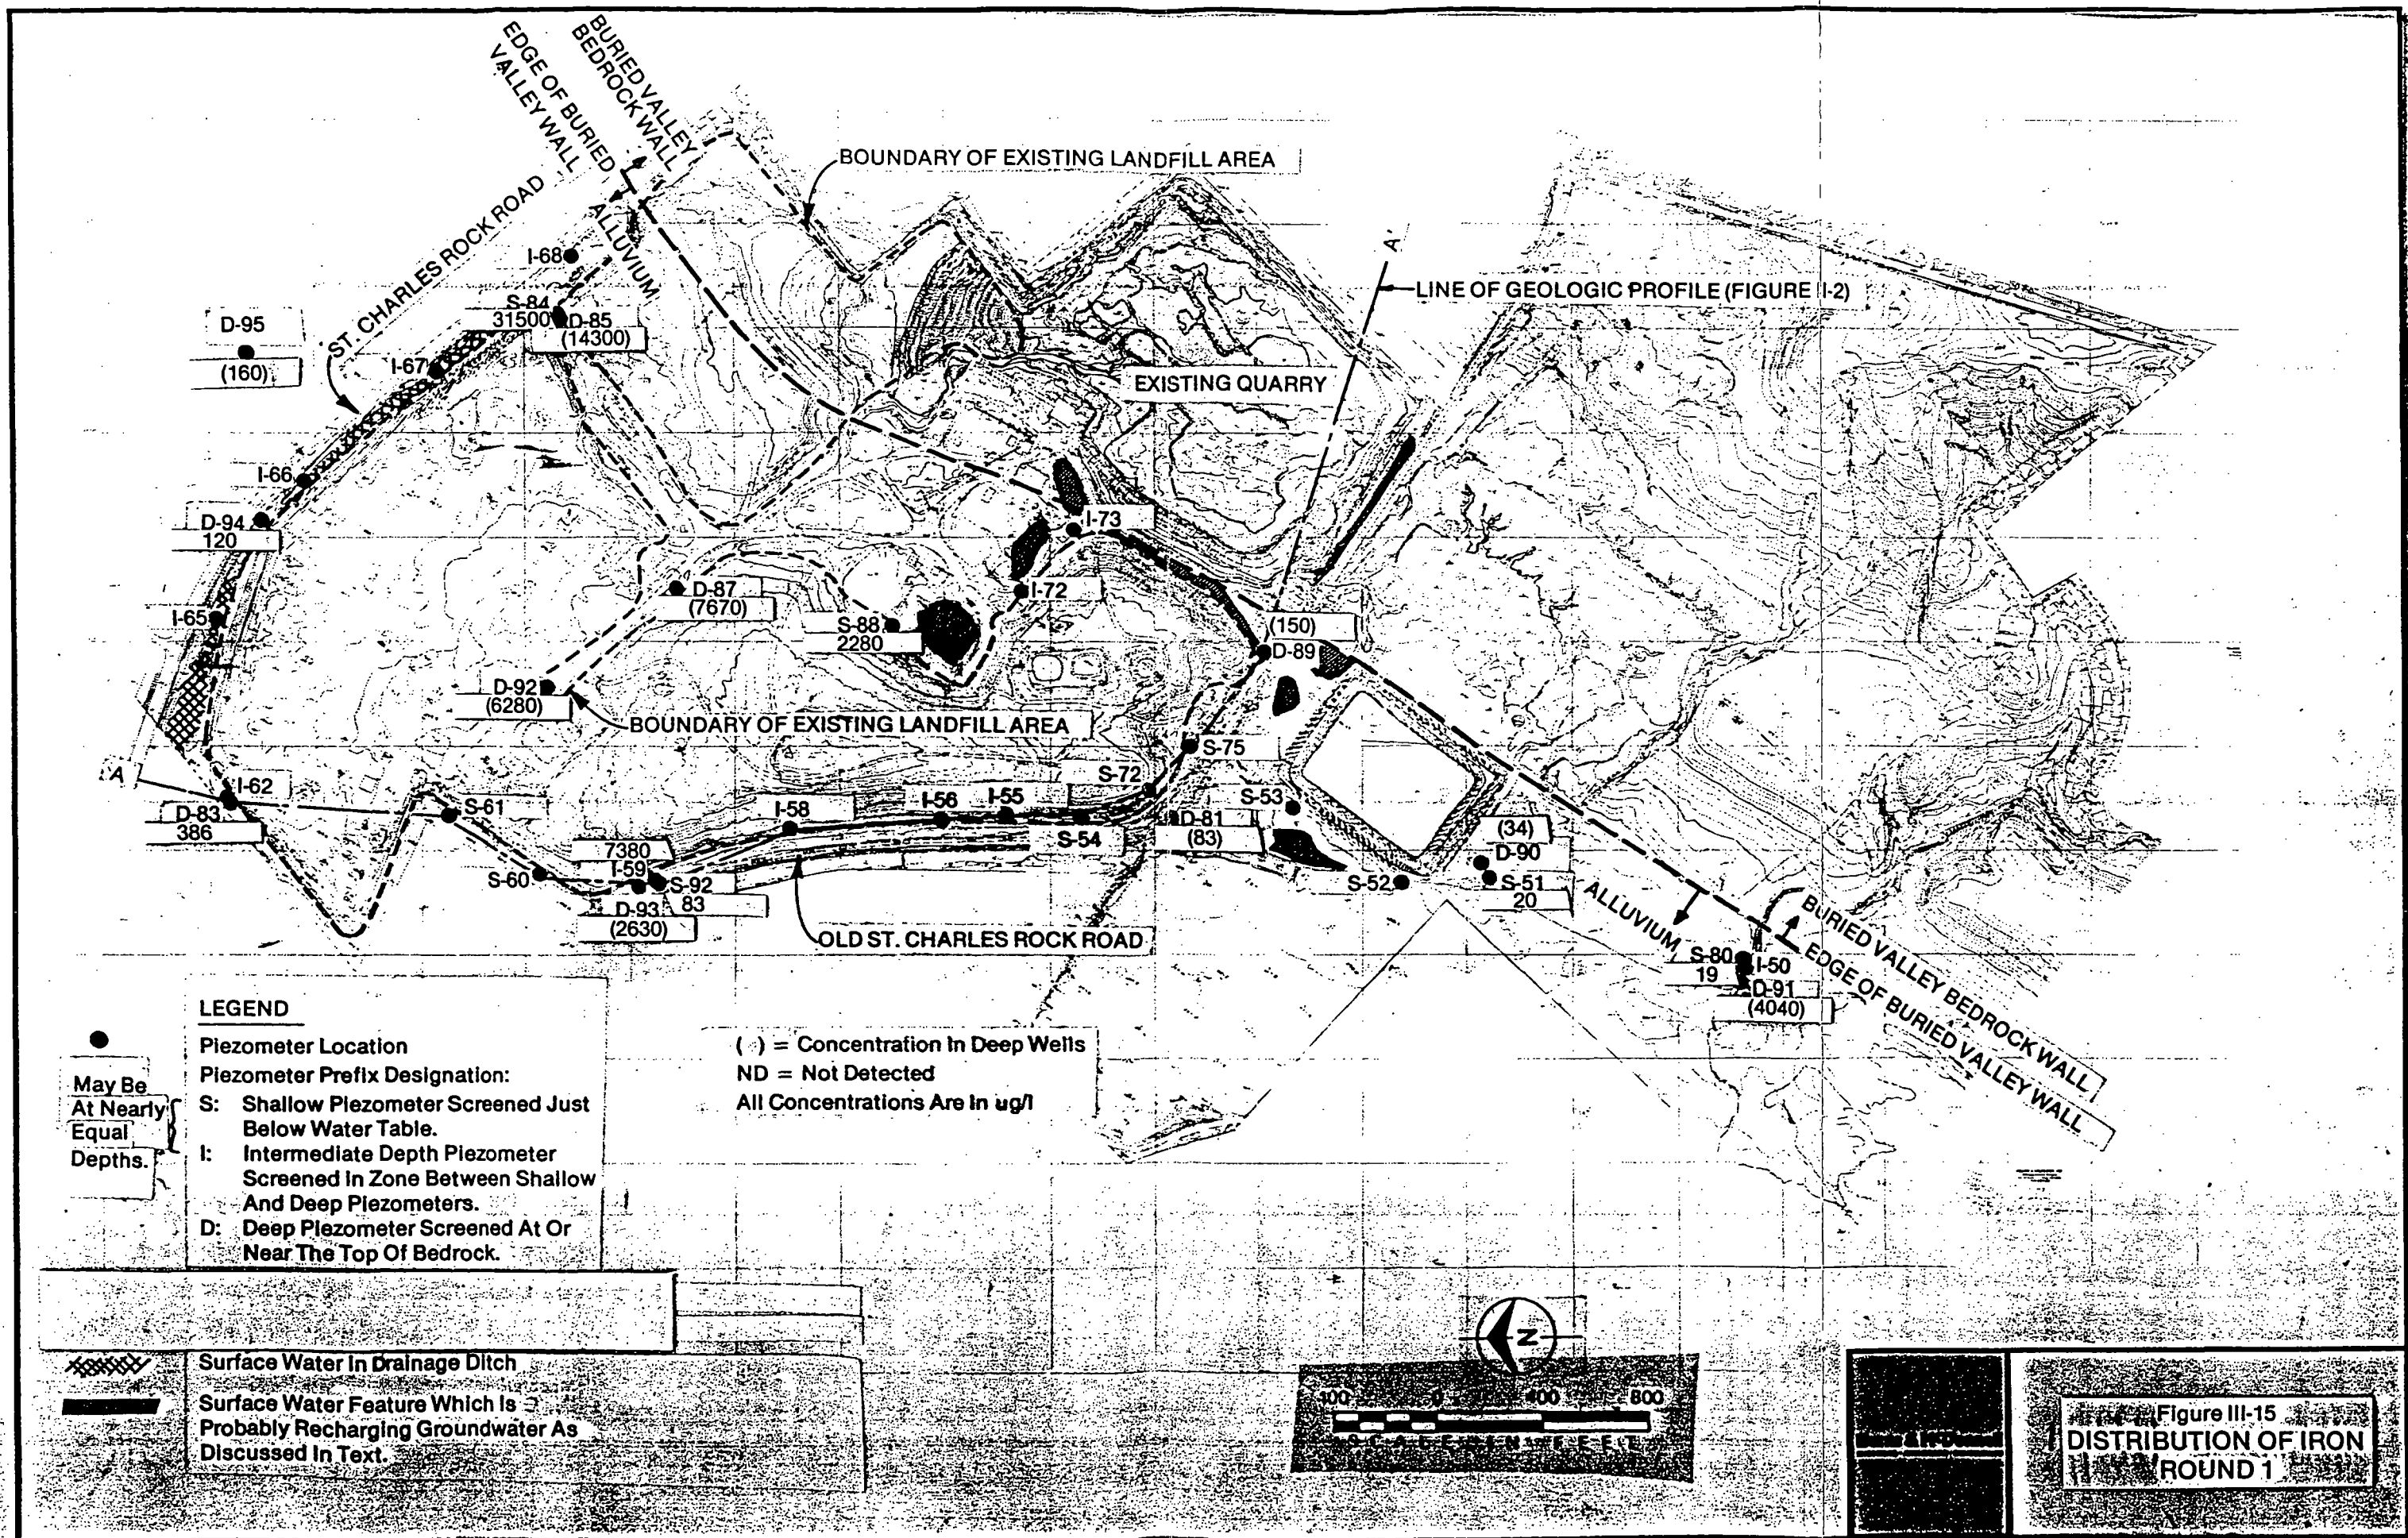 BURIED VALLEY
BEDROCK WALL
EDGE OF BURIED
VALLEY WALL
BOUNDARY OF EXISTING LANDFILL AREA
ST. CHARLES ROCK ROAD
ALLUVIUM
A'
LINE OF GEOLOGIC PROFILE (FIGURE II-2)
I-68
S-84
31500
D-85
(14300)
D-95
(160)
I-67
EXISTING QUARRY
I-66
D-94
120
I-73
I-72
D-87
(7670)
I-65
S-88
2280
(150)
D-89
D-92
(6280)
BOUNDARY OF EXISTING LANDFILL AREA
S-75
A
I-62
D-83
386
S-61
S-72
I-58
I-56
I-55
S-54
D-81
(83)
S-53
7380
I-59
S-60
S-92
83
D-93
(2630)
S-52
(34)
D-90
S-51
20
OLD ST. CHARLES ROCK ROAD
ALLUVIUM
BURIED VALLEY BEDROCK WALL
EDGE OF BURIED VALLEY WALL
S-80
19
I-50
D-91
(4040)
LEGEND
Piezometer Location
Piezometer Prefix Designation:
May Be
At Nearly
Equal
Depths.
S: Shallow Piezometer Screened Just
Below Water Table.
I: Intermediate Depth Piezometer
Screened In Zone Between Shallow
And Deep Piezometers.
D: Deep Piezometer Screened At Or
Near The Top Of Bedrock.
( ) = Concentration In Deep Wells
ND = Not Detected
All Concentrations Are In ug/l
Surface Water In Drainage Ditch
Surface Water Feature Which Is
Probably Recharging Groundwater As
Discussed In Text.
N
400 0 400 800
SCALE IN FEET
Figure III-15
DISTRIBUTION OF IRON
ROUND 1